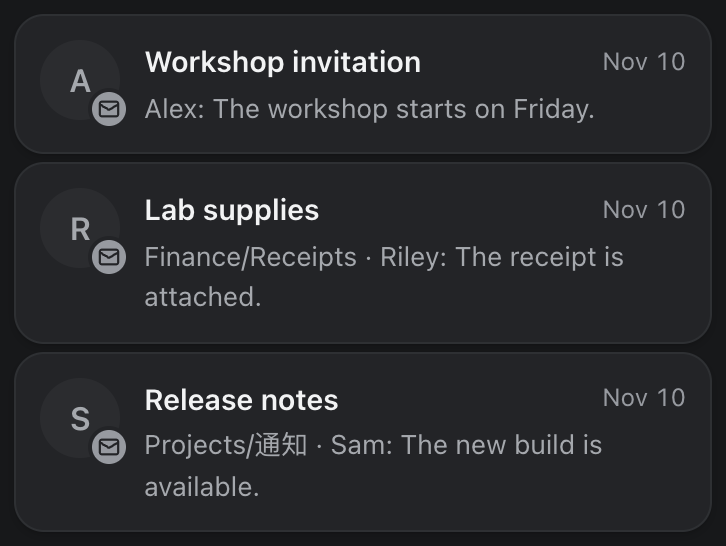 A
Workshop invitation
Nov 10
Alex: The workshop starts on Friday.
R
Lab supplies
Nov 10
Finance/Receipts · Riley: The receipt is
attached.
S
Release notes
Nov 10
Projects/通知 · Sam: The new build is
available.